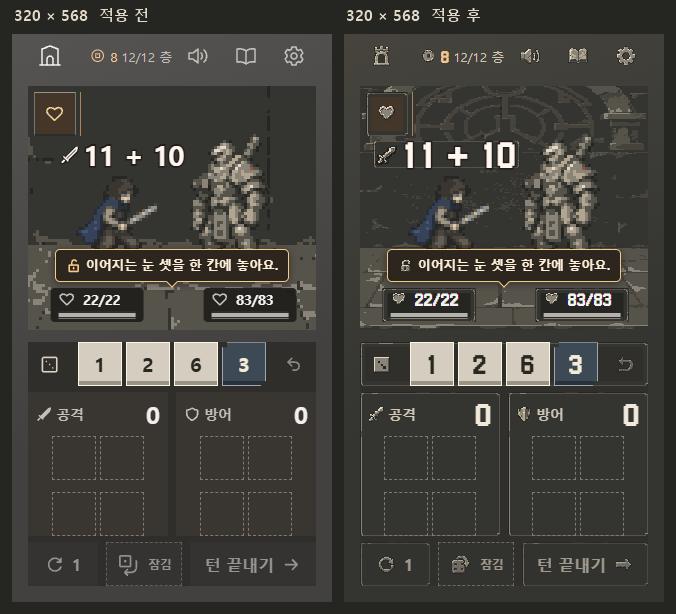 320 × 568 적용 전
8 12/12 층
11 + 10
이어지는 눈 셋을 한 칸에 놓아요.
22/22
83/83
1 2 6 3
공격 0
방어 0
1
잠김
턴 끝내기 →
320 × 568 적용 후
8 12/12 층
11 + 10
이어지는 눈 셋을 한 칸에 놓아요.
22/22
83/83
1 2 6 3
공격 0
방어 0
1
잠김
턴 끝내기 →